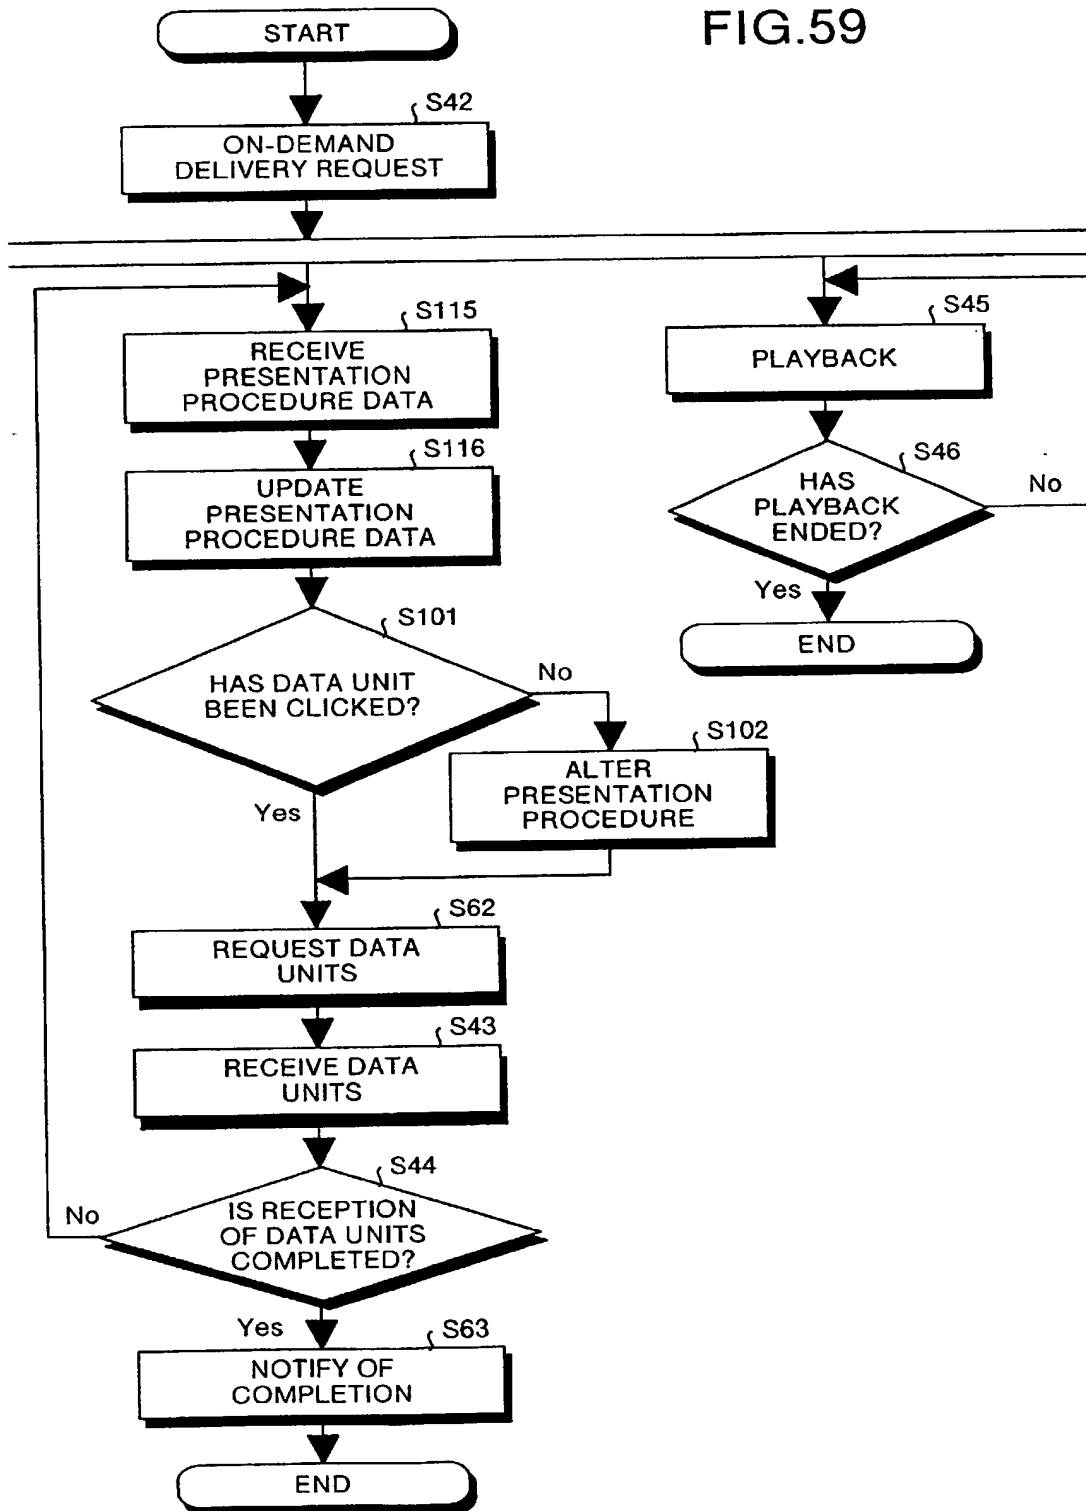 FIG.59
START
S42
ON-DEMAND
DELIVERY REQUEST
S115
RECEIVE
PRESENTATION
PROCEDURE DATA
S116
UPDATE
PRESENTATION
PROCEDURE DATA
S101
HAS DATA UNIT
BEEN CLICKED?
No
Yes
S102
ALTER
PRESENTATION
PROCEDURE
S62
REQUEST DATA
UNITS
S43
RECEIVE DATA
UNITS
S44
IS RECEPTION
OF DATA UNITS
COMPLETED?
No
Yes
S63
NOTIFY OF
COMPLETION
END
S45
PLAYBACK
S46
HAS
PLAYBACK
ENDED?
No
Yes
END